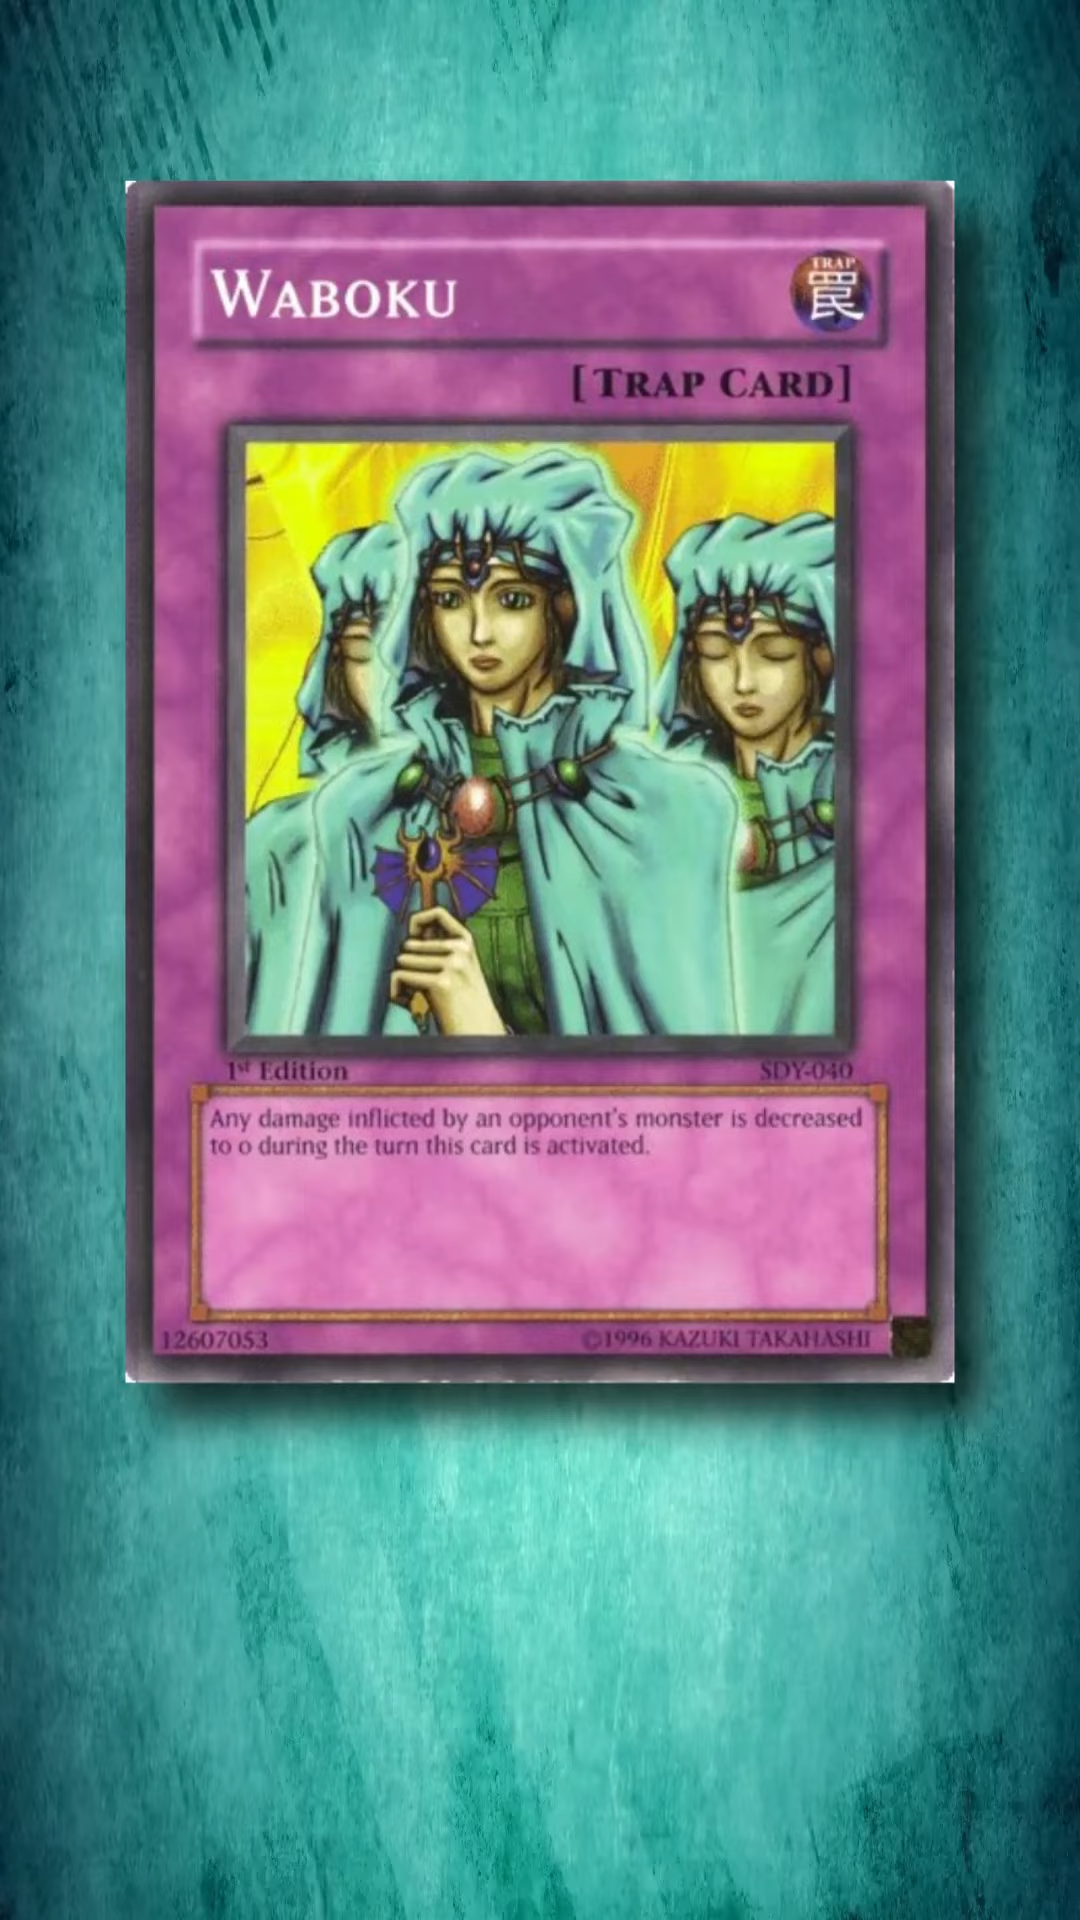 WABOKU
TRAP
罠
[TRAP CARD]
1st Edition
SDY-040
Any damage inflicted by an opponent's monster is decreased
to 0 during the turn this card is activated.
12607053
©1996 KAZUKI TAKAHASHI